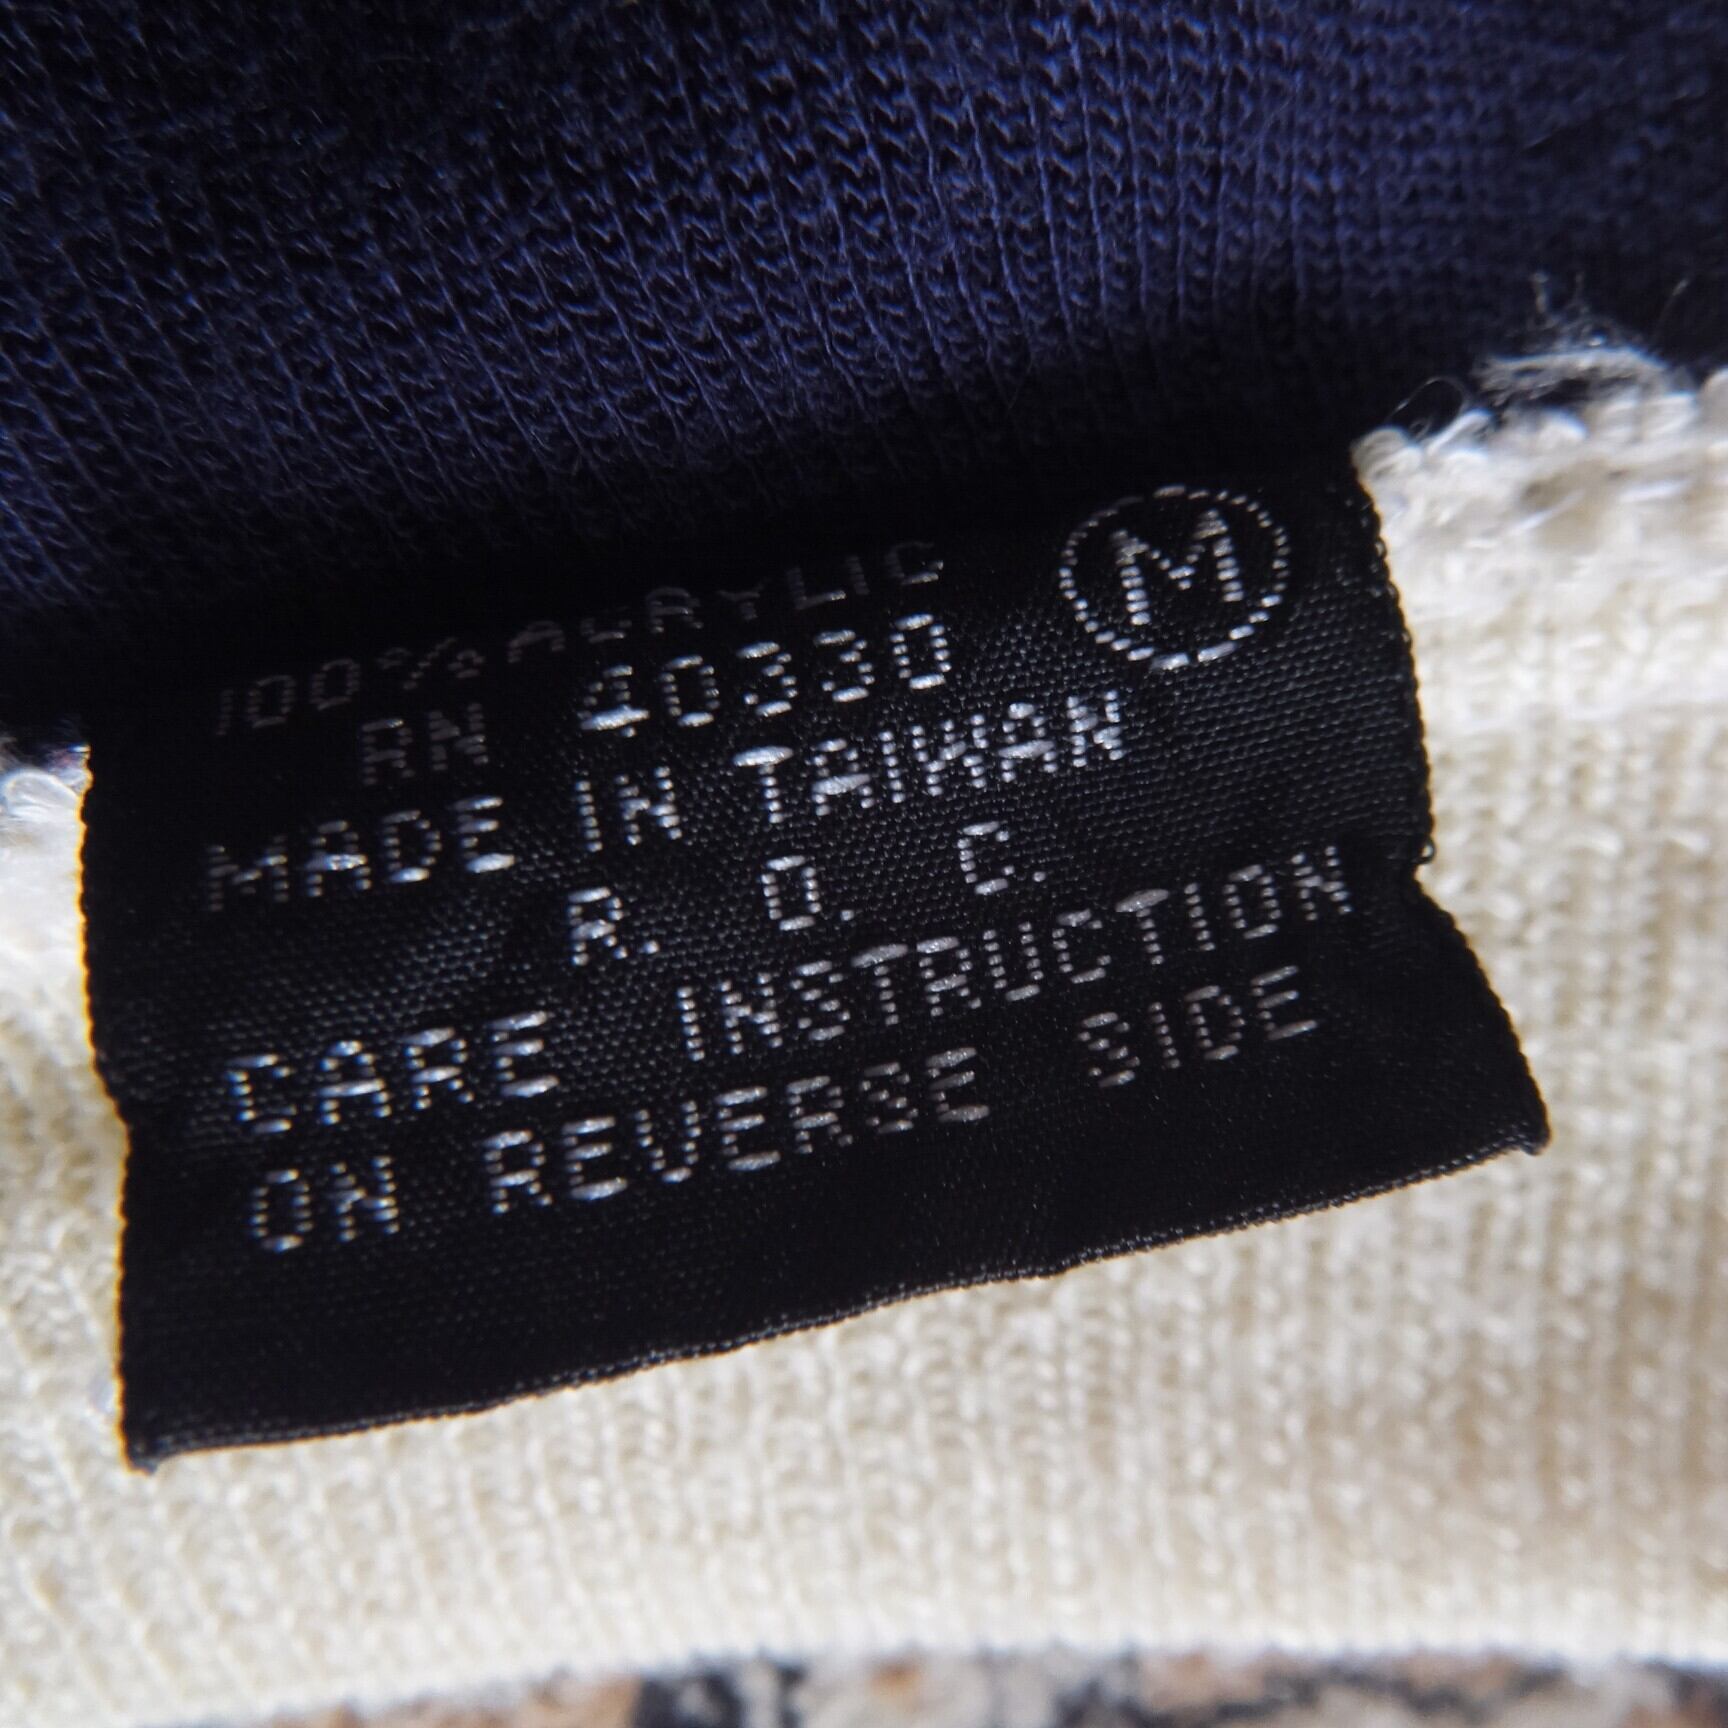 100% ACRYLIC M
RN 40330
MADE IN TAIWAN
R. O. C.
CARE INSTRUCTION
ON REVERSE SIDE